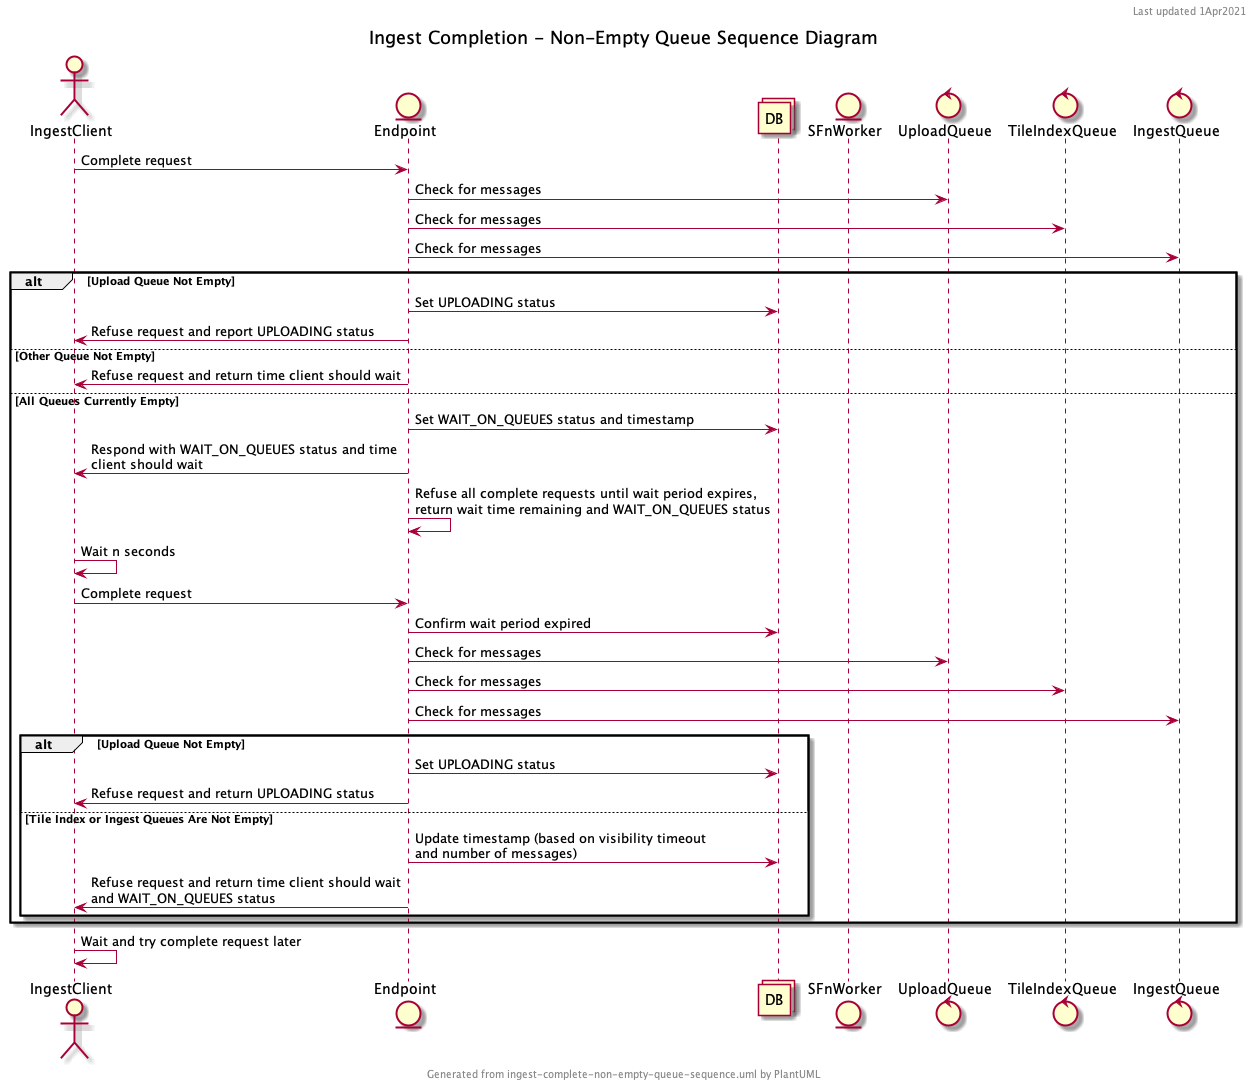 Last updated 1Apr2021
Ingest Completion - Non-Empty Queue Sequence Diagram
IngestClient
Endpoint
DB
SFnWorker
UploadQueue
TileIndexQueue
IngestQueue
Complete request
Check for messages
Check for messages
Check for messages
alt [Upload Queue Not Empty]
Set UPLOADING status
Refuse request and report UPLOADING status
[Other Queue Not Empty]
Refuse request and return time client should wait
[All Queues Currently Empty]
Set WAIT_ON_QUEUES status and timestamp
Respond with WAIT_ON_QUEUES status and time
client should wait
Refuse all complete requests until wait period expires,
return wait time remaining and WAIT_ON_QUEUES status
Wait n seconds
Complete request
Confirm wait period expired
Check for messages
Check for messages
Check for messages
alt [Upload Queue Not Empty]
Set UPLOADING status
Refuse request and return UPLOADING status
[Tile Index or Ingest Queues Are Not Empty]
Update timestamp (based on visibility timeout
and number of messages)
Refuse request and return time client should wait
and WAIT_ON_QUEUES status
Wait and try complete request later
IngestClient
Endpoint
DB
SFnWorker
UploadQueue
TileIndexQueue
IngestQueue
Generated from ingest-complete-non-empty-queue-sequence.uml by PlantUML